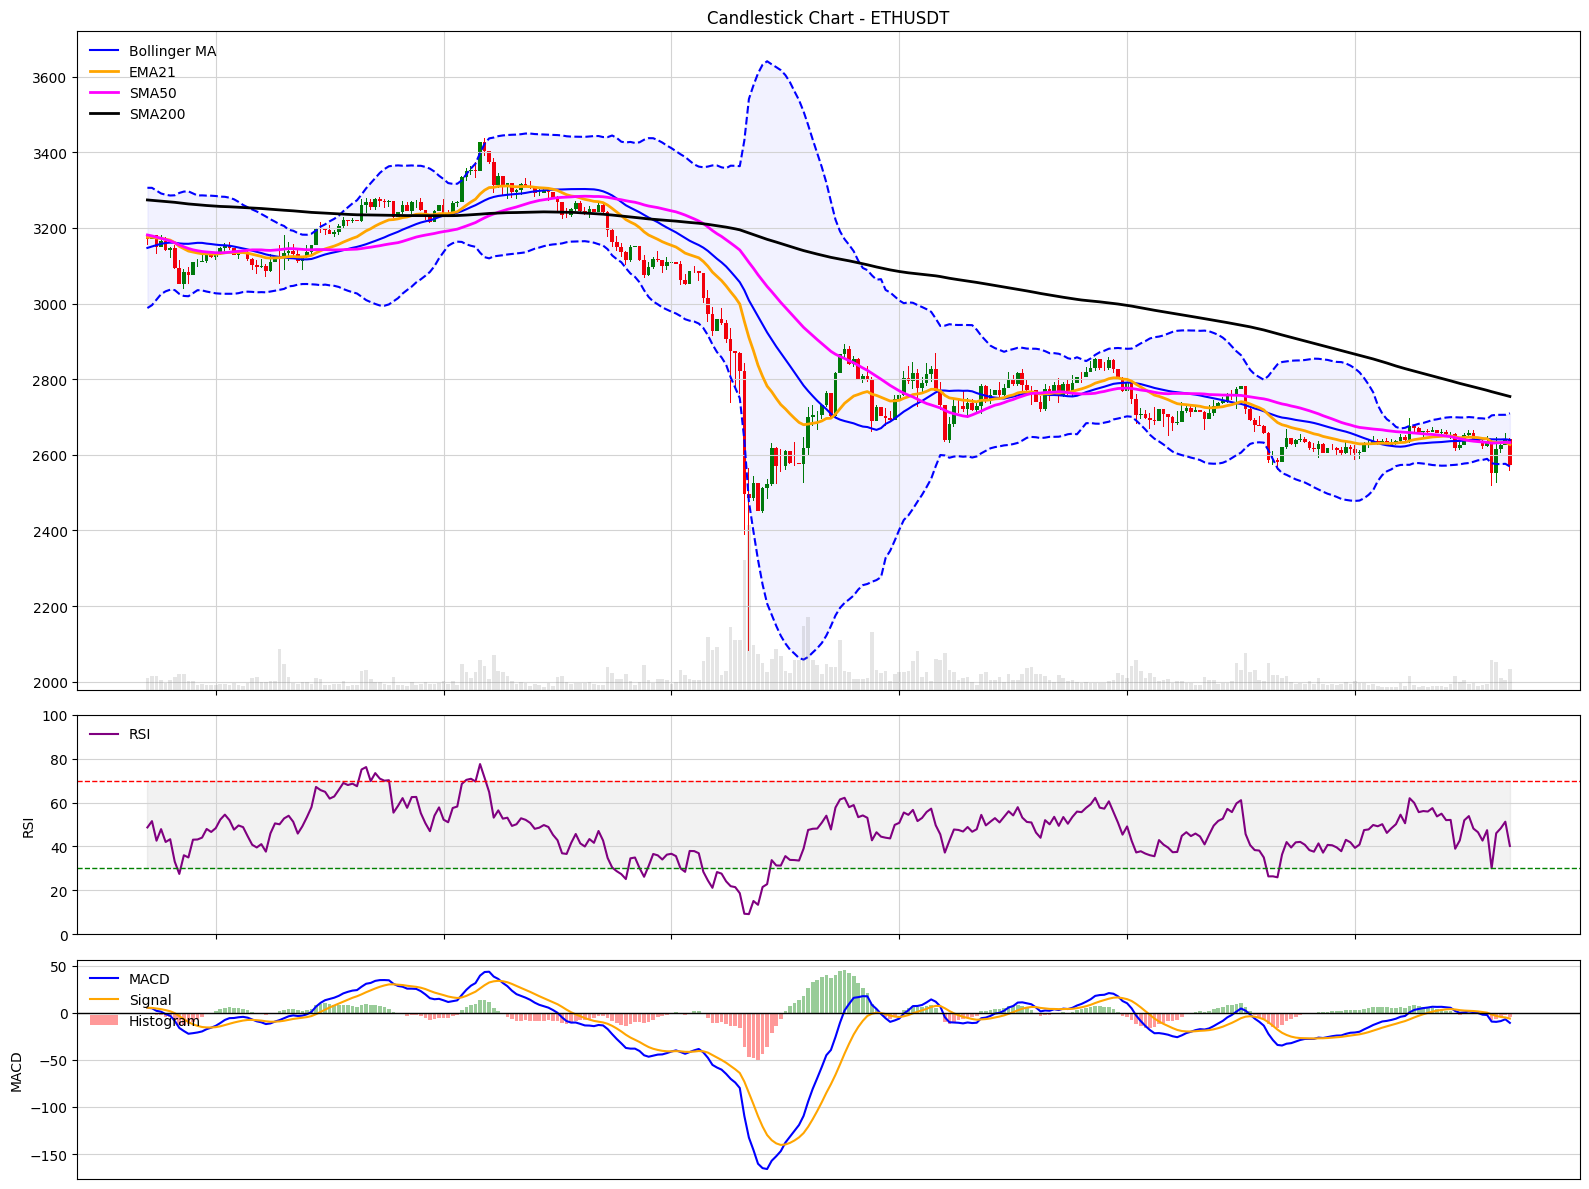 Candlestick Chart - ETHUSDT
Bollinger MA
EMA21
SMA50
SMA200
3600
3400
3200
3000
2800
2600
2400
2200
2000
RSI
RSI
100
80
60
40
20
0
MACD
Signal
Histogram
MACD
50
0
−50
−100
−150